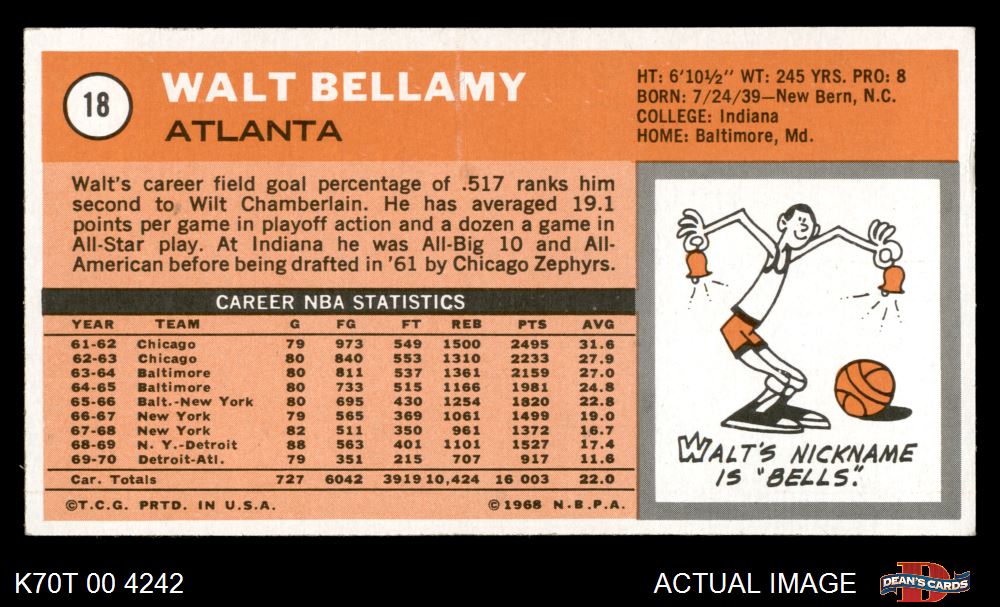 18
WALT BELLAMY
ATLANTA
HT: 6'10½" WT: 245 YRS. PRO: 8
BORN: 7/24/39—New Bern, N.C.
COLLEGE: Indiana
HOME: Baltimore, Md.
Walt's career field goal percentage of .517 ranks him
second to Wilt Chamberlain. He has averaged 19.1
points per game in playoff action and a dozen a game in
All-Star play. At Indiana he was All-Big 10 and All-
American before being drafted in '61 by Chicago Zephyrs.
CAREER NBA STATISTICS
YEAR TEAM G FG FT REB PTS AVG
61-62 Chicago 79 973 549 1500 2495 31.6
62-63 Chicago 80 840 553 1310 2233 27.9
63-64 Baltimore 80 811 537 1361 2159 27.0
64-65 Baltimore 80 733 515 1166 1981 24.8
65-66 Balt.-New York 80 695 430 1254 1820 22.8
66-67 New York 79 565 369 1061 1499 19.0
67-68 New York 82 511 350 961 1372 16.7
68-69 N. Y.-Detroit 88 563 401 1101 1527 17.4
69-70 Detroit-Atl. 79 351 215 707 917 11.6
Car. Totals 727 6042 3919 10,424 16 003 22.0
©T.C.G. PRTD. IN U.S.A. ©1968 N.B.P.A.
WALT'S NICKNAME
IS "BELLS."
K70T 00 4242
ACTUAL IMAGE
D
DEAN'S CARDS